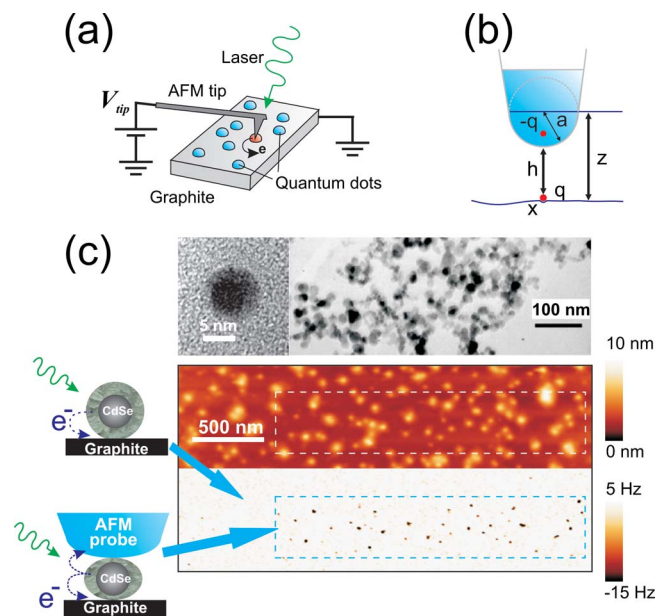 (a)
Laser
AFM tip
V_tip
e
Quantum dots
Graphite
(b)
-q
a
h
z
q
x
(c)
5 nm
100 nm
10 nm
0 nm
500 nm
CdSe
e-
Graphite
5 Hz
-15 Hz
AFM
probe
CdSe
e-
Graphite